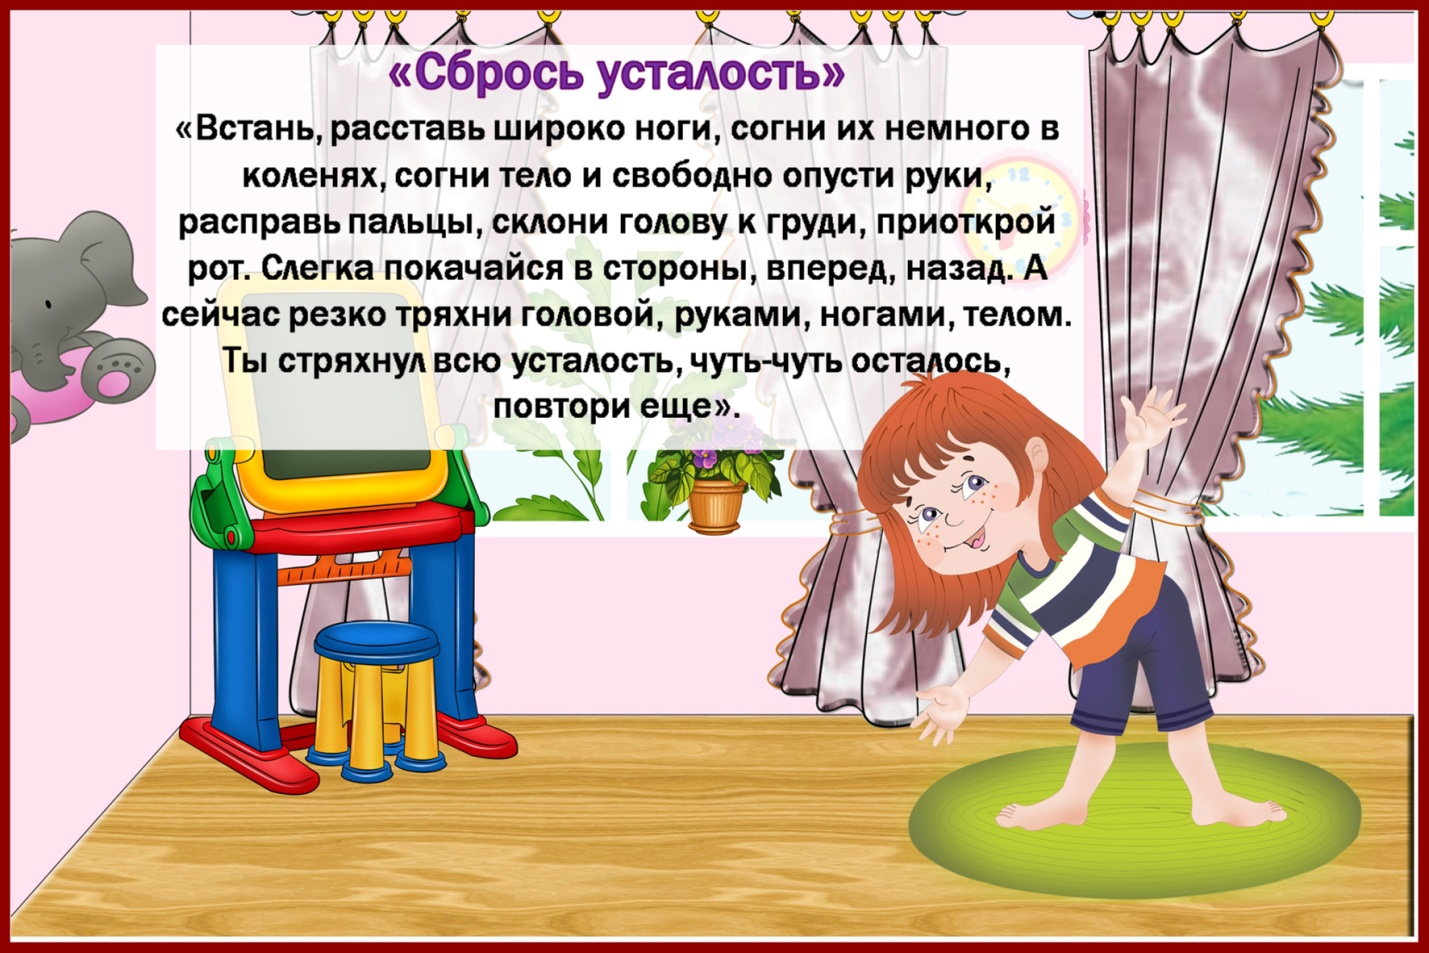 «Сбрось усталость»
«Встань, расставь широко ноги, согни их немного в
коленях, согни тело и свободно опусти руки,
расправь пальцы, склони голову к груди, приоткрой
рот. Слегка покачайся в стороны, вперед, назад. А
сейчас резко тряхни головой, руками, ногами, телом.
Ты стряхнул всю усталость, чуть-чуть осталось,
повтори еще».
12
3